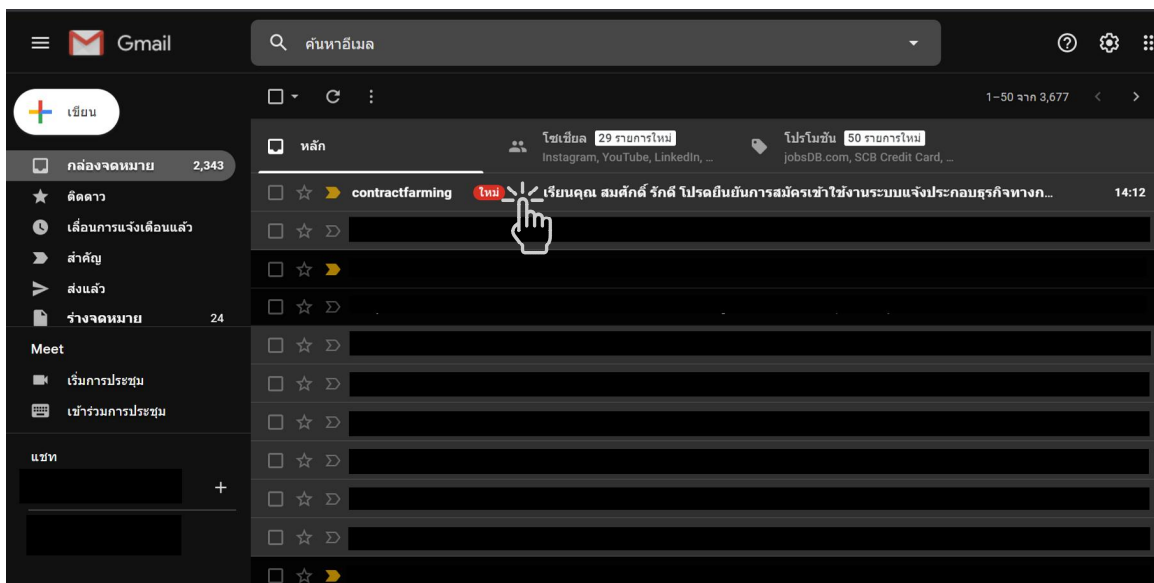 Gmail
ค้นหาอีเมล
เขียน
1–50 จาก 3,677
กล่องจดหมาย 2,343
ติดดาว
เลื่อนการแจ้งเตือนแล้ว
สำคัญ
ส่งแล้ว
ร่างจดหมาย 24
Meet
เริ่มการประชุม
เข้าร่วมการประชุม
แชท
หลัก
โซเชียล 29 รายการใหม่
Instagram, YouTube, LinkedIn, ...
โปรโมชัน 50 รายการใหม่
jobsDB.com, SCB Credit Card, ...
contractfarming ใหม่ เรียนคุณ สมศักดิ์ รักดี โปรดยืนยันการสมัครเข้าใช้งานระบบแจ้งประกอบธุรกิจทางก... 14:12